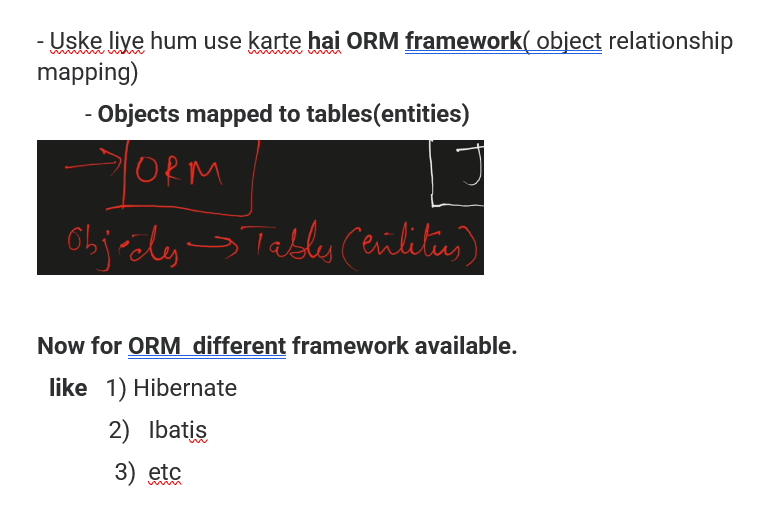 - Uske liye hum use karte hai ORM framework( object relationship
mapping)
- Objects mapped to tables(entities)
ORM
J
Objects → Tables (entities)
Now for ORM different framework available.
like 1) Hibernate
2) Ibatis
3) etc